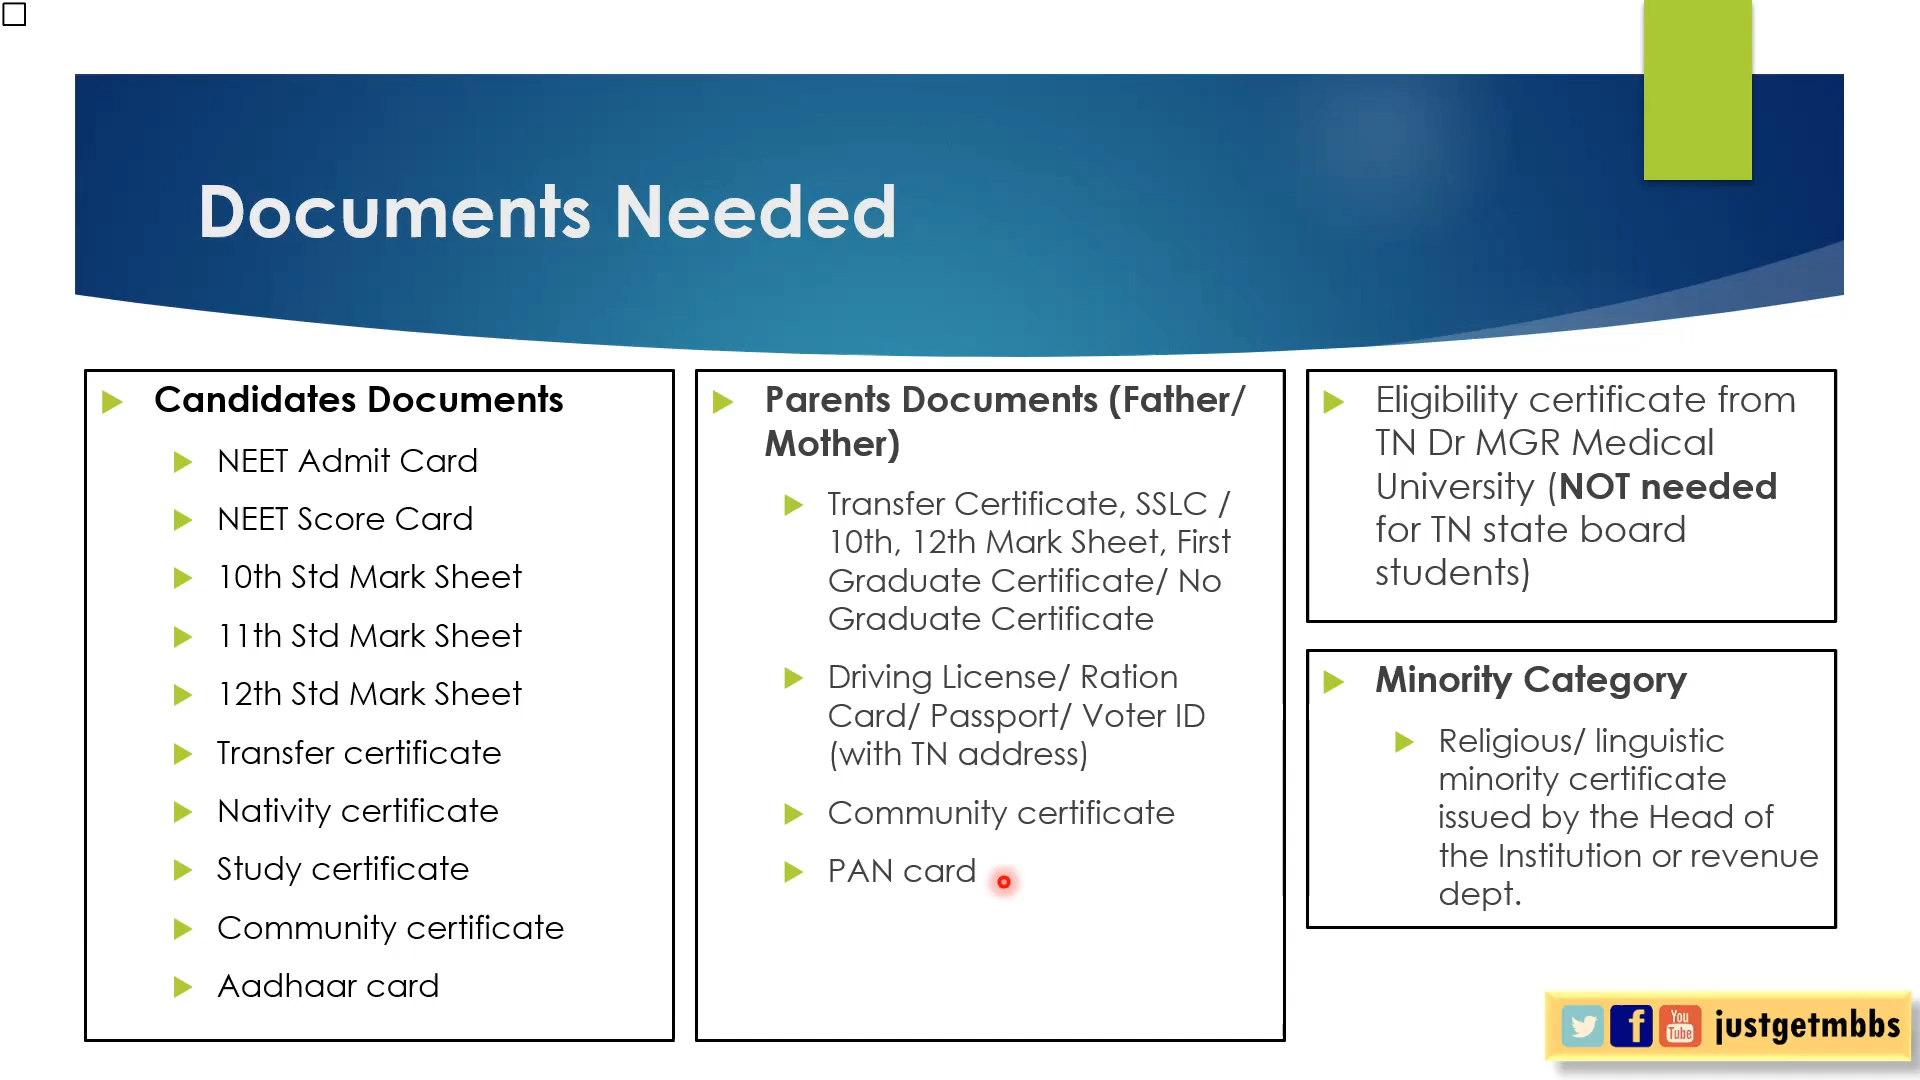 Documents Needed
Candidates Documents
NEET Admit Card
NEET Score Card
10th Std Mark Sheet
11th Std Mark Sheet
12th Std Mark Sheet
Transfer certificate
Nativity certificate
Study certificate
Community certificate
Aadhaar card
Parents Documents (Father/
Mother)
Transfer Certificate, SSLC /
10th, 12th Mark Sheet, First
Graduate Certificate/ No
Graduate Certificate
Driving License/ Ration
Card/ Passport/ Voter ID
(with TN address)
Community certificate
PAN card
Eligibility certificate from
TN Dr MGR Medical
University (NOT needed
for TN state board
students)
Minority Category
Religious/ linguistic
minority certificate
issued by the Head of
the Institution or revenue
dept.
f You Tube justgetmbbs